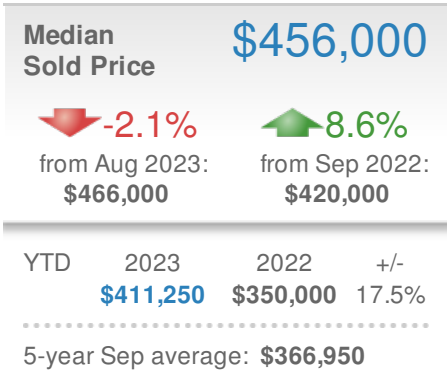 Median
Sold Price
$456,000
-2.1%
from Aug 2023:
$466,000
8.6%
from Sep 2022:
$420,000
YTD 2023 2022 +/-
$411,250 $350,000 17.5%
5-year Sep average: $366,950